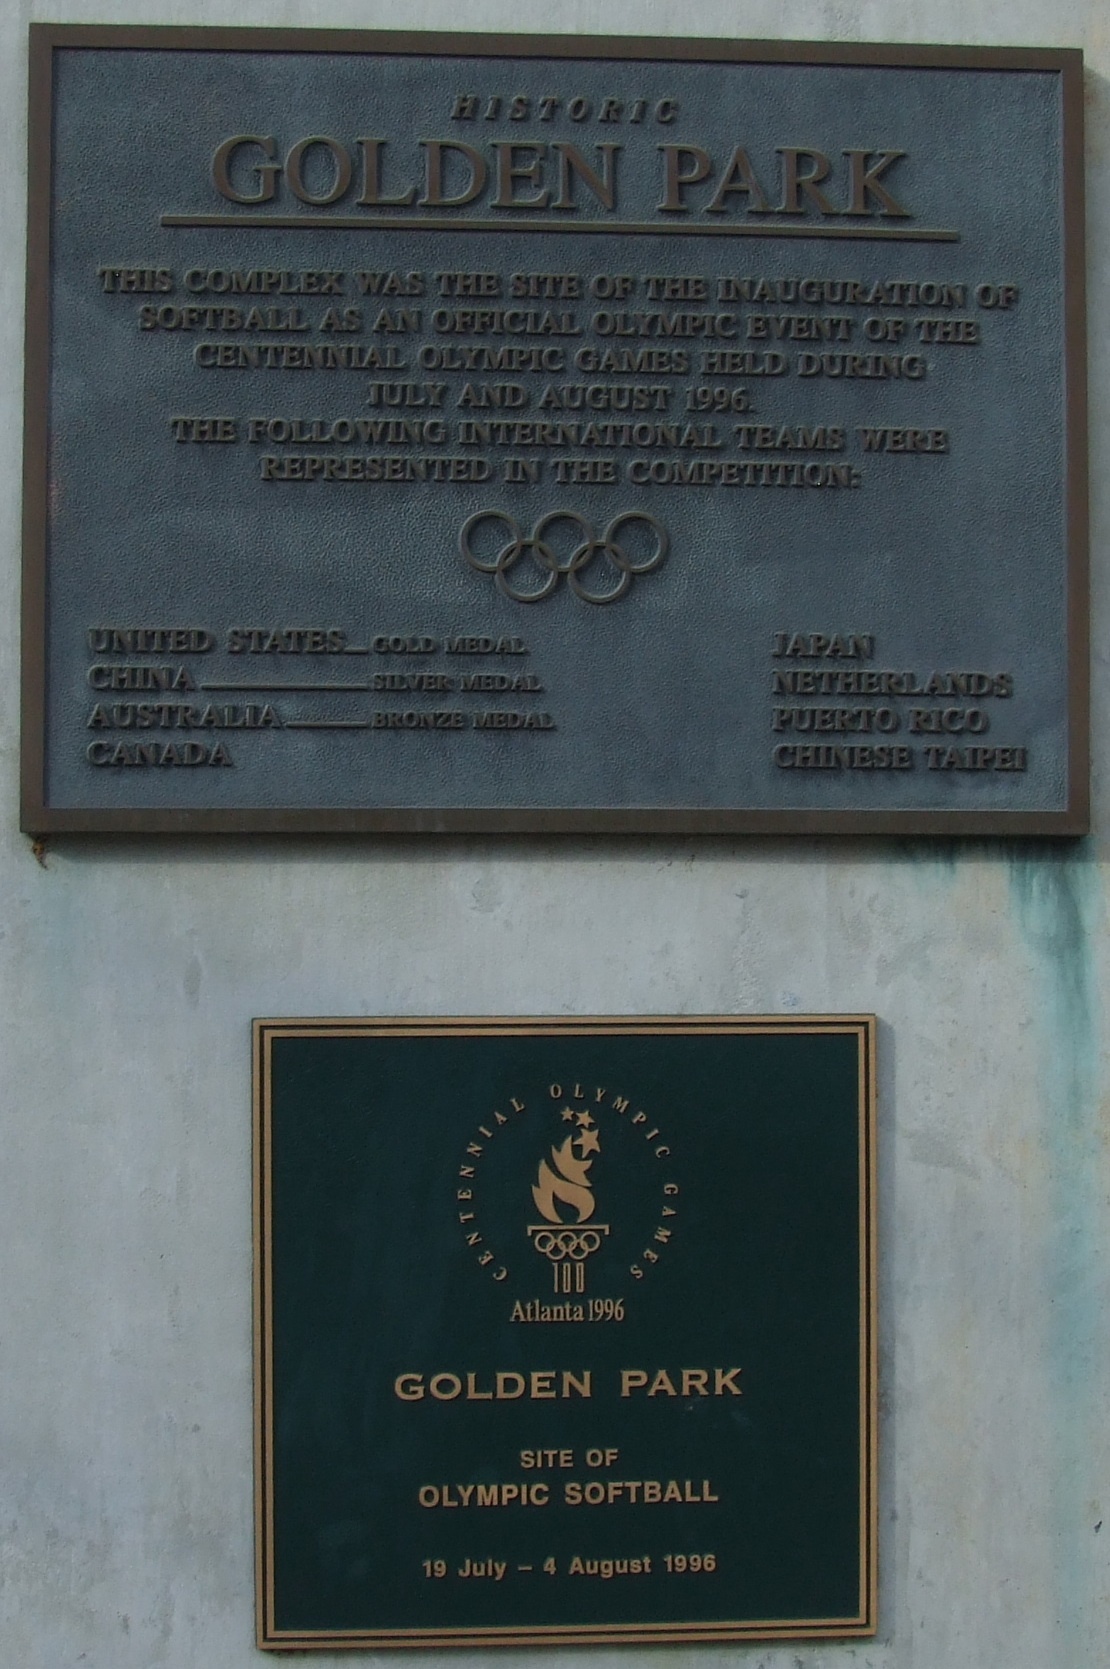 HISTORIC
GOLDEN PARK
THIS COMPLEX WAS THE SITE OF THE INAUGURATION OF
SOFTBALL AS AN OFFICIAL OLYMPIC EVENT OF THE
CENTENNIAL OLYMPIC GAMES HELD DURING
JULY AND AUGUST 1996.
THE FOLLOWING INTERNATIONAL TEAMS WERE
REPRESENTED IN THE COMPETITION:
UNITED STATES GOLD MEDAL
CHINA SILVER MEDAL
AUSTRALIA BRONZE MEDAL
CANADA
JAPAN
NETHERLANDS
PUERTO RICO
CHINESE TAIPEI
CENTENNIAL OLYMPIC GAMES
100
Atlanta 1996
GOLDEN PARK
SITE OF
OLYMPIC SOFTBALL
19 July – 4 August 1996